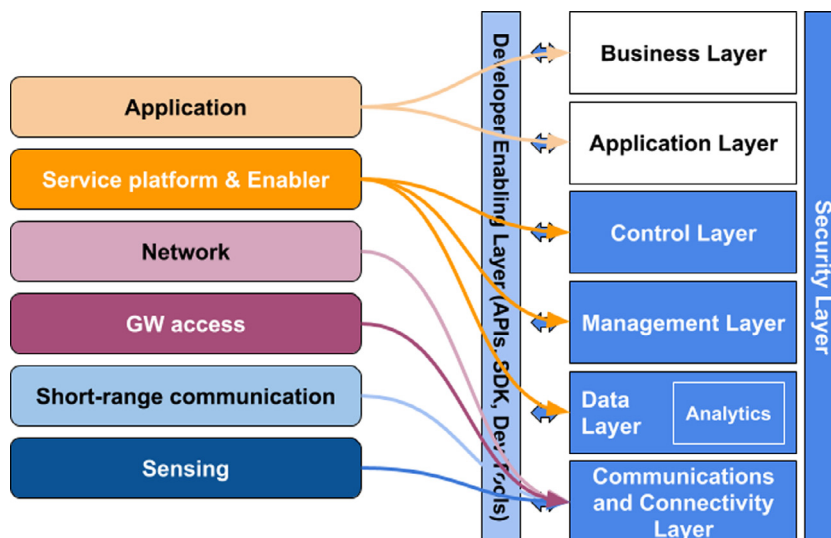 Application
Service platform & Enabler
Network
GW access
Short-range communication
Sensing
Developer Enabling Layer (APIs, SDK, Dev Tools)
Business Layer
Application Layer
Control Layer
Management Layer
Data
Layer
Analytics
Communications
and Connectivity
Layer
Security Layer